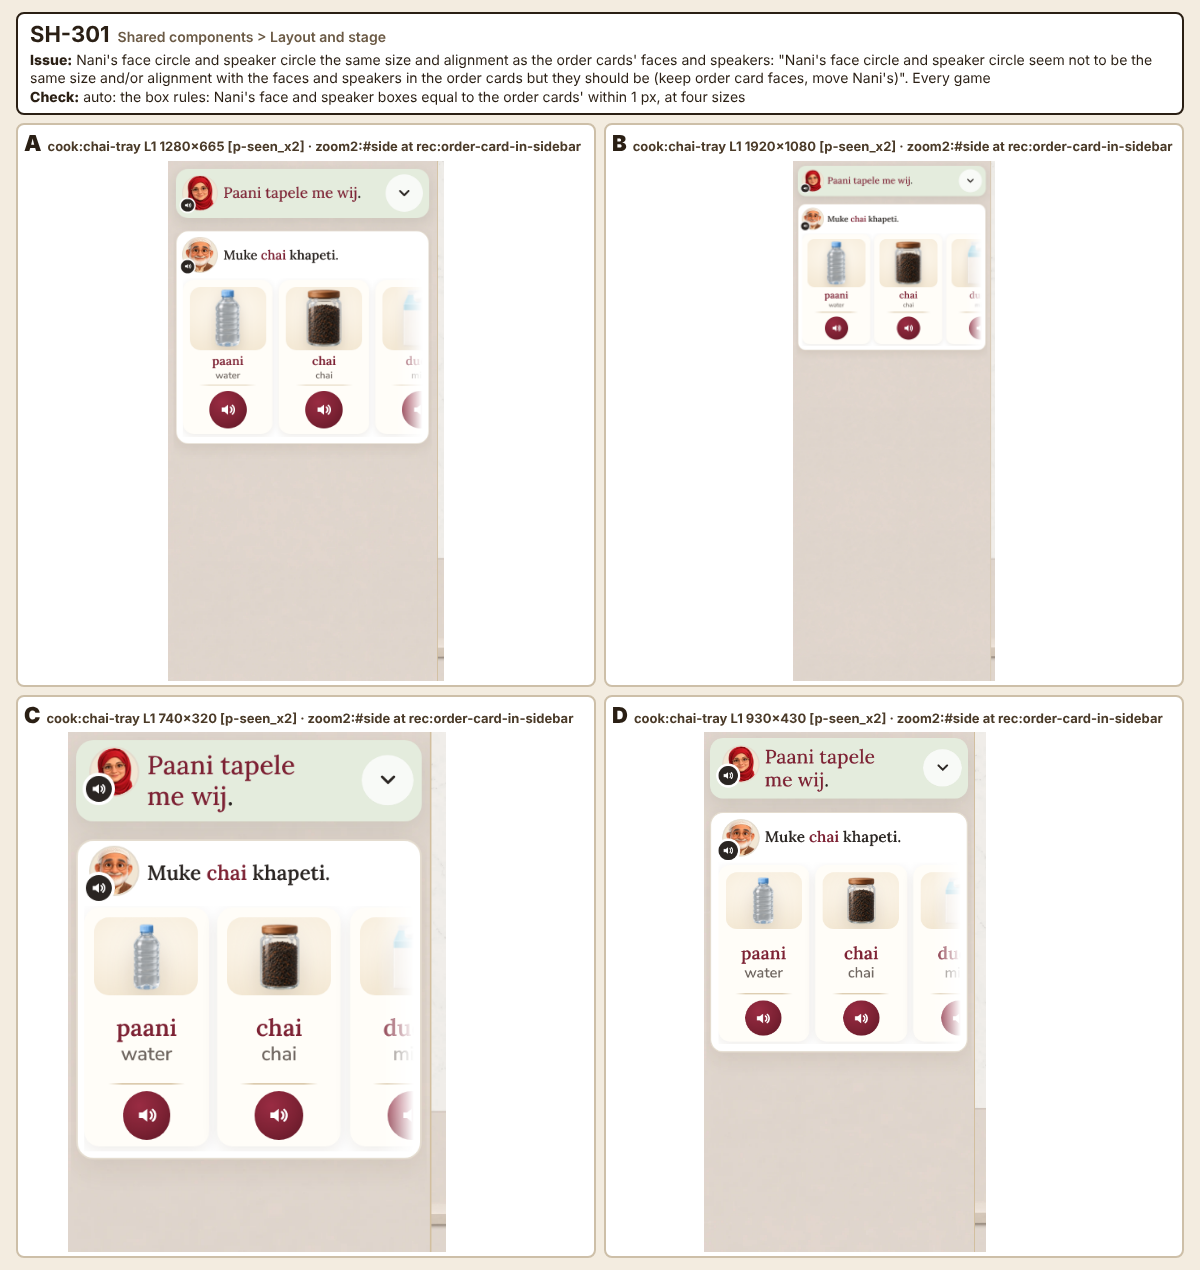 SH-301 Shared components > Layout and stage
Issue: Nani's face circle and speaker circle the same size and alignment as the order cards' faces and speakers: "Nani's face circle and speaker circle seem not to be the
same size and/or alignment with the faces and speakers in the order cards but they should be (keep order card faces, move Nani's)". Every game
Check: auto: the box rules: Nani's face and speaker boxes equal to the order cards' within 1 px, at four sizes
A cook:chai-tray L1 1280×665 [p-seen_x2] · zoom2:#side at rec:order-card-in-sidebar
Paani tapele me wij.
Muke chai khapeti.
paani chai du
water chai m
B cook:chai-tray L1 1920×1080 [p-seen_x2] · zoom2:#side at rec:order-card-in-sidebar
Paani tapele me wij.
Muke chai khapeti.
paani chai du
water chai
C cook:chai-tray L1 740×320 [p-seen_x2] · zoom2:#side at rec:order-card-in-sidebar
Paani tapele
me wij.
Muke chai khapeti.
paani chai du
water chai mi
D cook:chai-tray L1 930×430 [p-seen_x2] · zoom2:#side at rec:order-card-in-sidebar
Paani tapele
me wij.
Muke chai khapeti.
paani chai du
water chai m